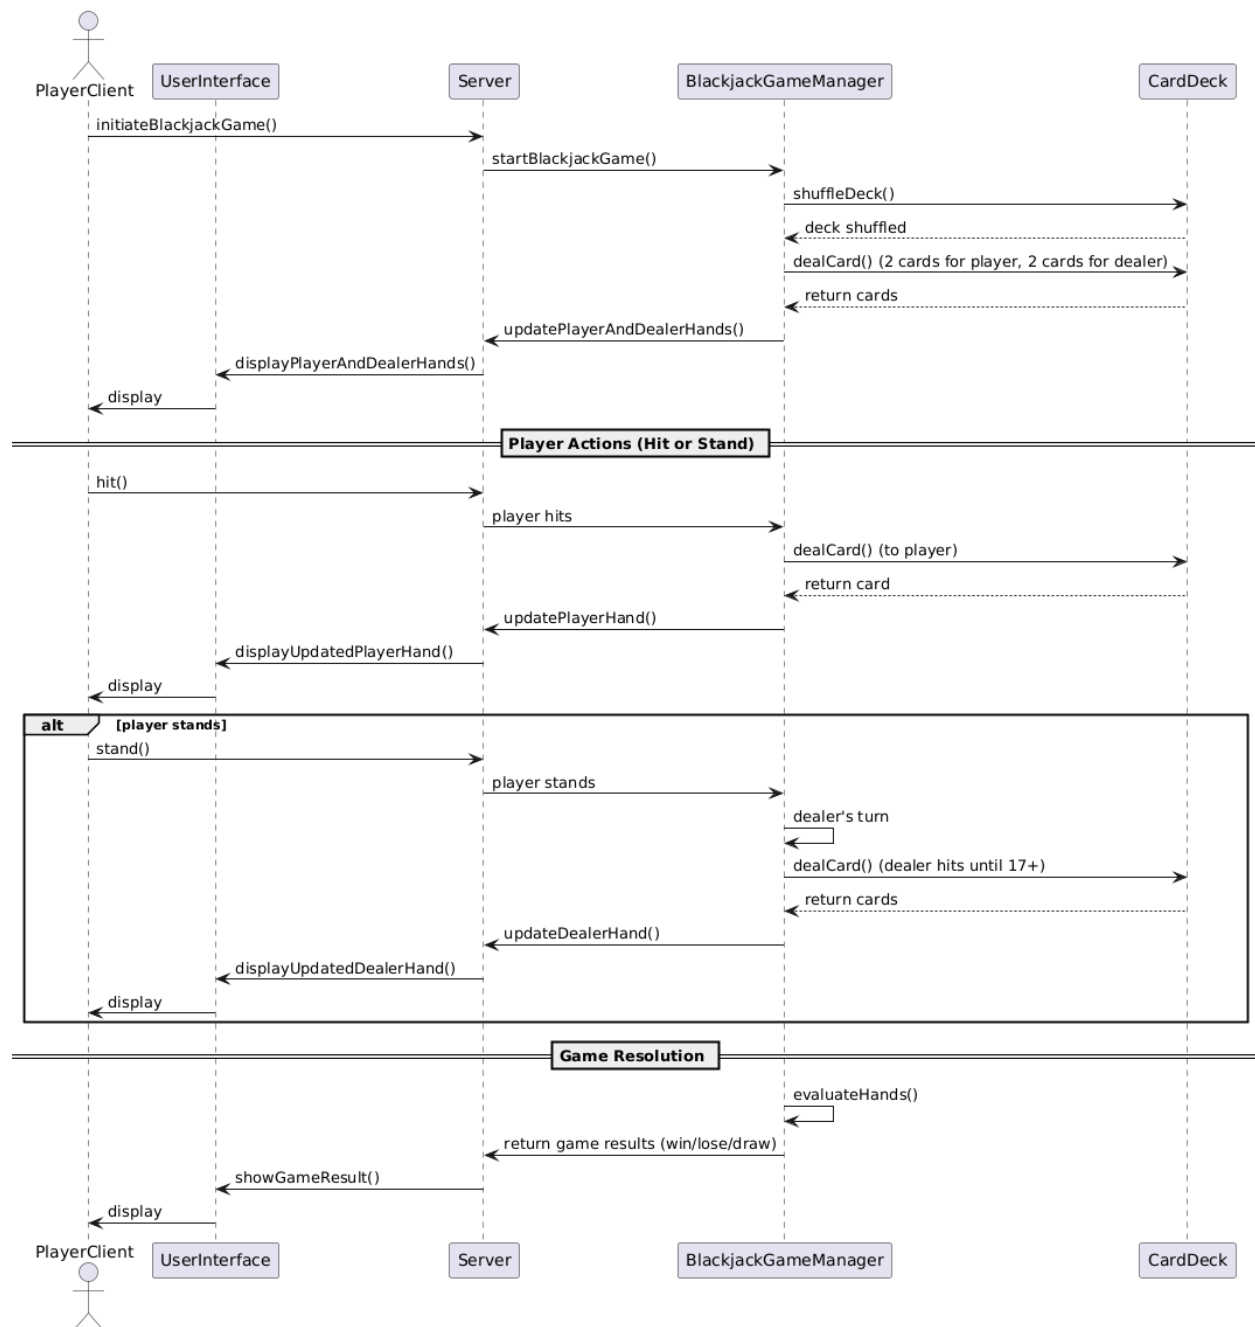 PlayerClient
UserInterface
Server
BlackjackGameManager
CardDeck
initiateBlackjackGame()
startBlackjackGame()
shuffleDeck()
deck shuffled
dealCard() (2 cards for player, 2 cards for dealer)
return cards
updatePlayerAndDealerHands()
displayPlayerAndDealerHands()
display
Player Actions (Hit or Stand)
hit()
player hits
dealCard() (to player)
return card
updatePlayerHand()
displayUpdatedPlayerHand()
display
alt
[player stands]
stand()
player stands
dealer's turn
dealCard() (dealer hits until 17+)
return cards
updateDealerHand()
displayUpdatedDealerHand()
display
Game Resolution
evaluateHands()
return game results (win/lose/draw)
showGameResult()
display
PlayerClient
UserInterface
Server
BlackjackGameManager
CardDeck